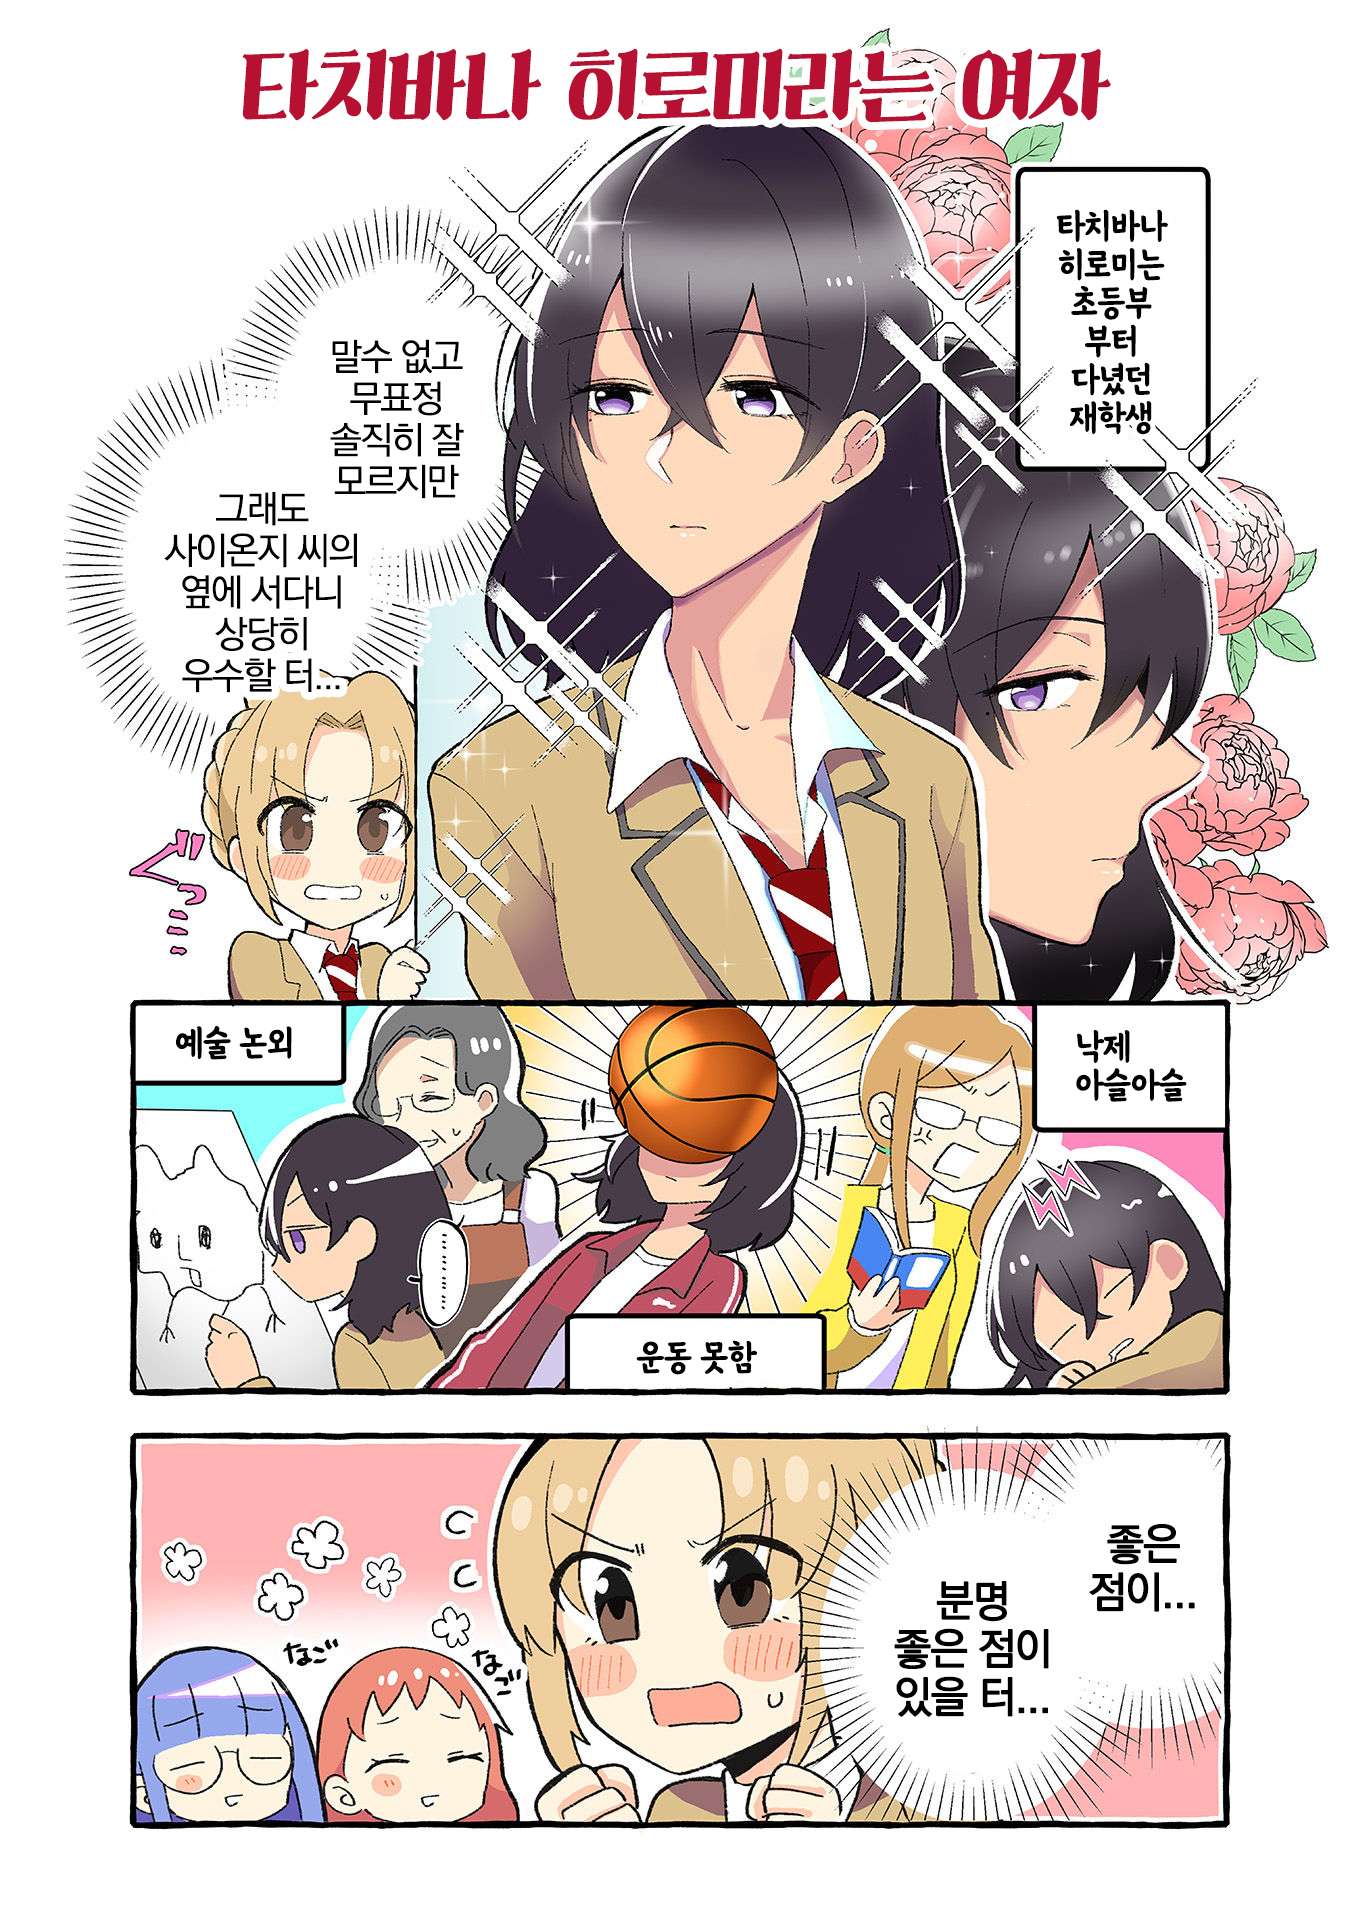 타치바나 히로미라는 여자
타치바나
히로미는
초등부
부터
다녔던
재학생
말수 없고
무표정
솔직히 잘
모르지만
그래도
사이온지 씨의
옆에 서다니
상당히
우수할 터...
ぐっ…
낙제
아슬아슬
운동 못함
예술 논외
…………
좋은
점이...
분명
좋은 점이
있을 터...
なご
なご